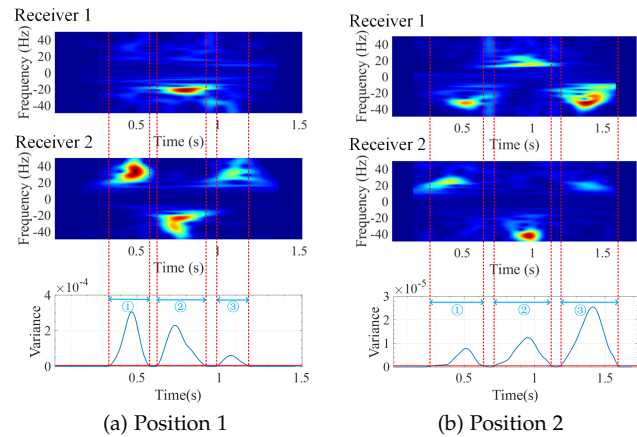 Receiver 1
Frequency (Hz)
40
20
0
-20
-40
0.5
1
1.5
Time (s)
Receiver 2
Frequency (Hz)
40
20
0
-20
-40
0.5
1
1.5
Time (s)
×10⁻⁴
Variance
4
2
0
① ② ③
0.5
1
1.5
Time(s)
(a) Position 1
Receiver 1
Frequency (Hz)
40
20
0
-20
-40
0.5
1
1.5
Time (s)
Receiver 2
Frequency (Hz)
40
20
0
-20
-40
0.5
1
1.5
Time (s)
×10⁻⁵
Variance
3
2
1
0
① ② ③
0.5
1
1.5
Time(s)
(b) Position 2